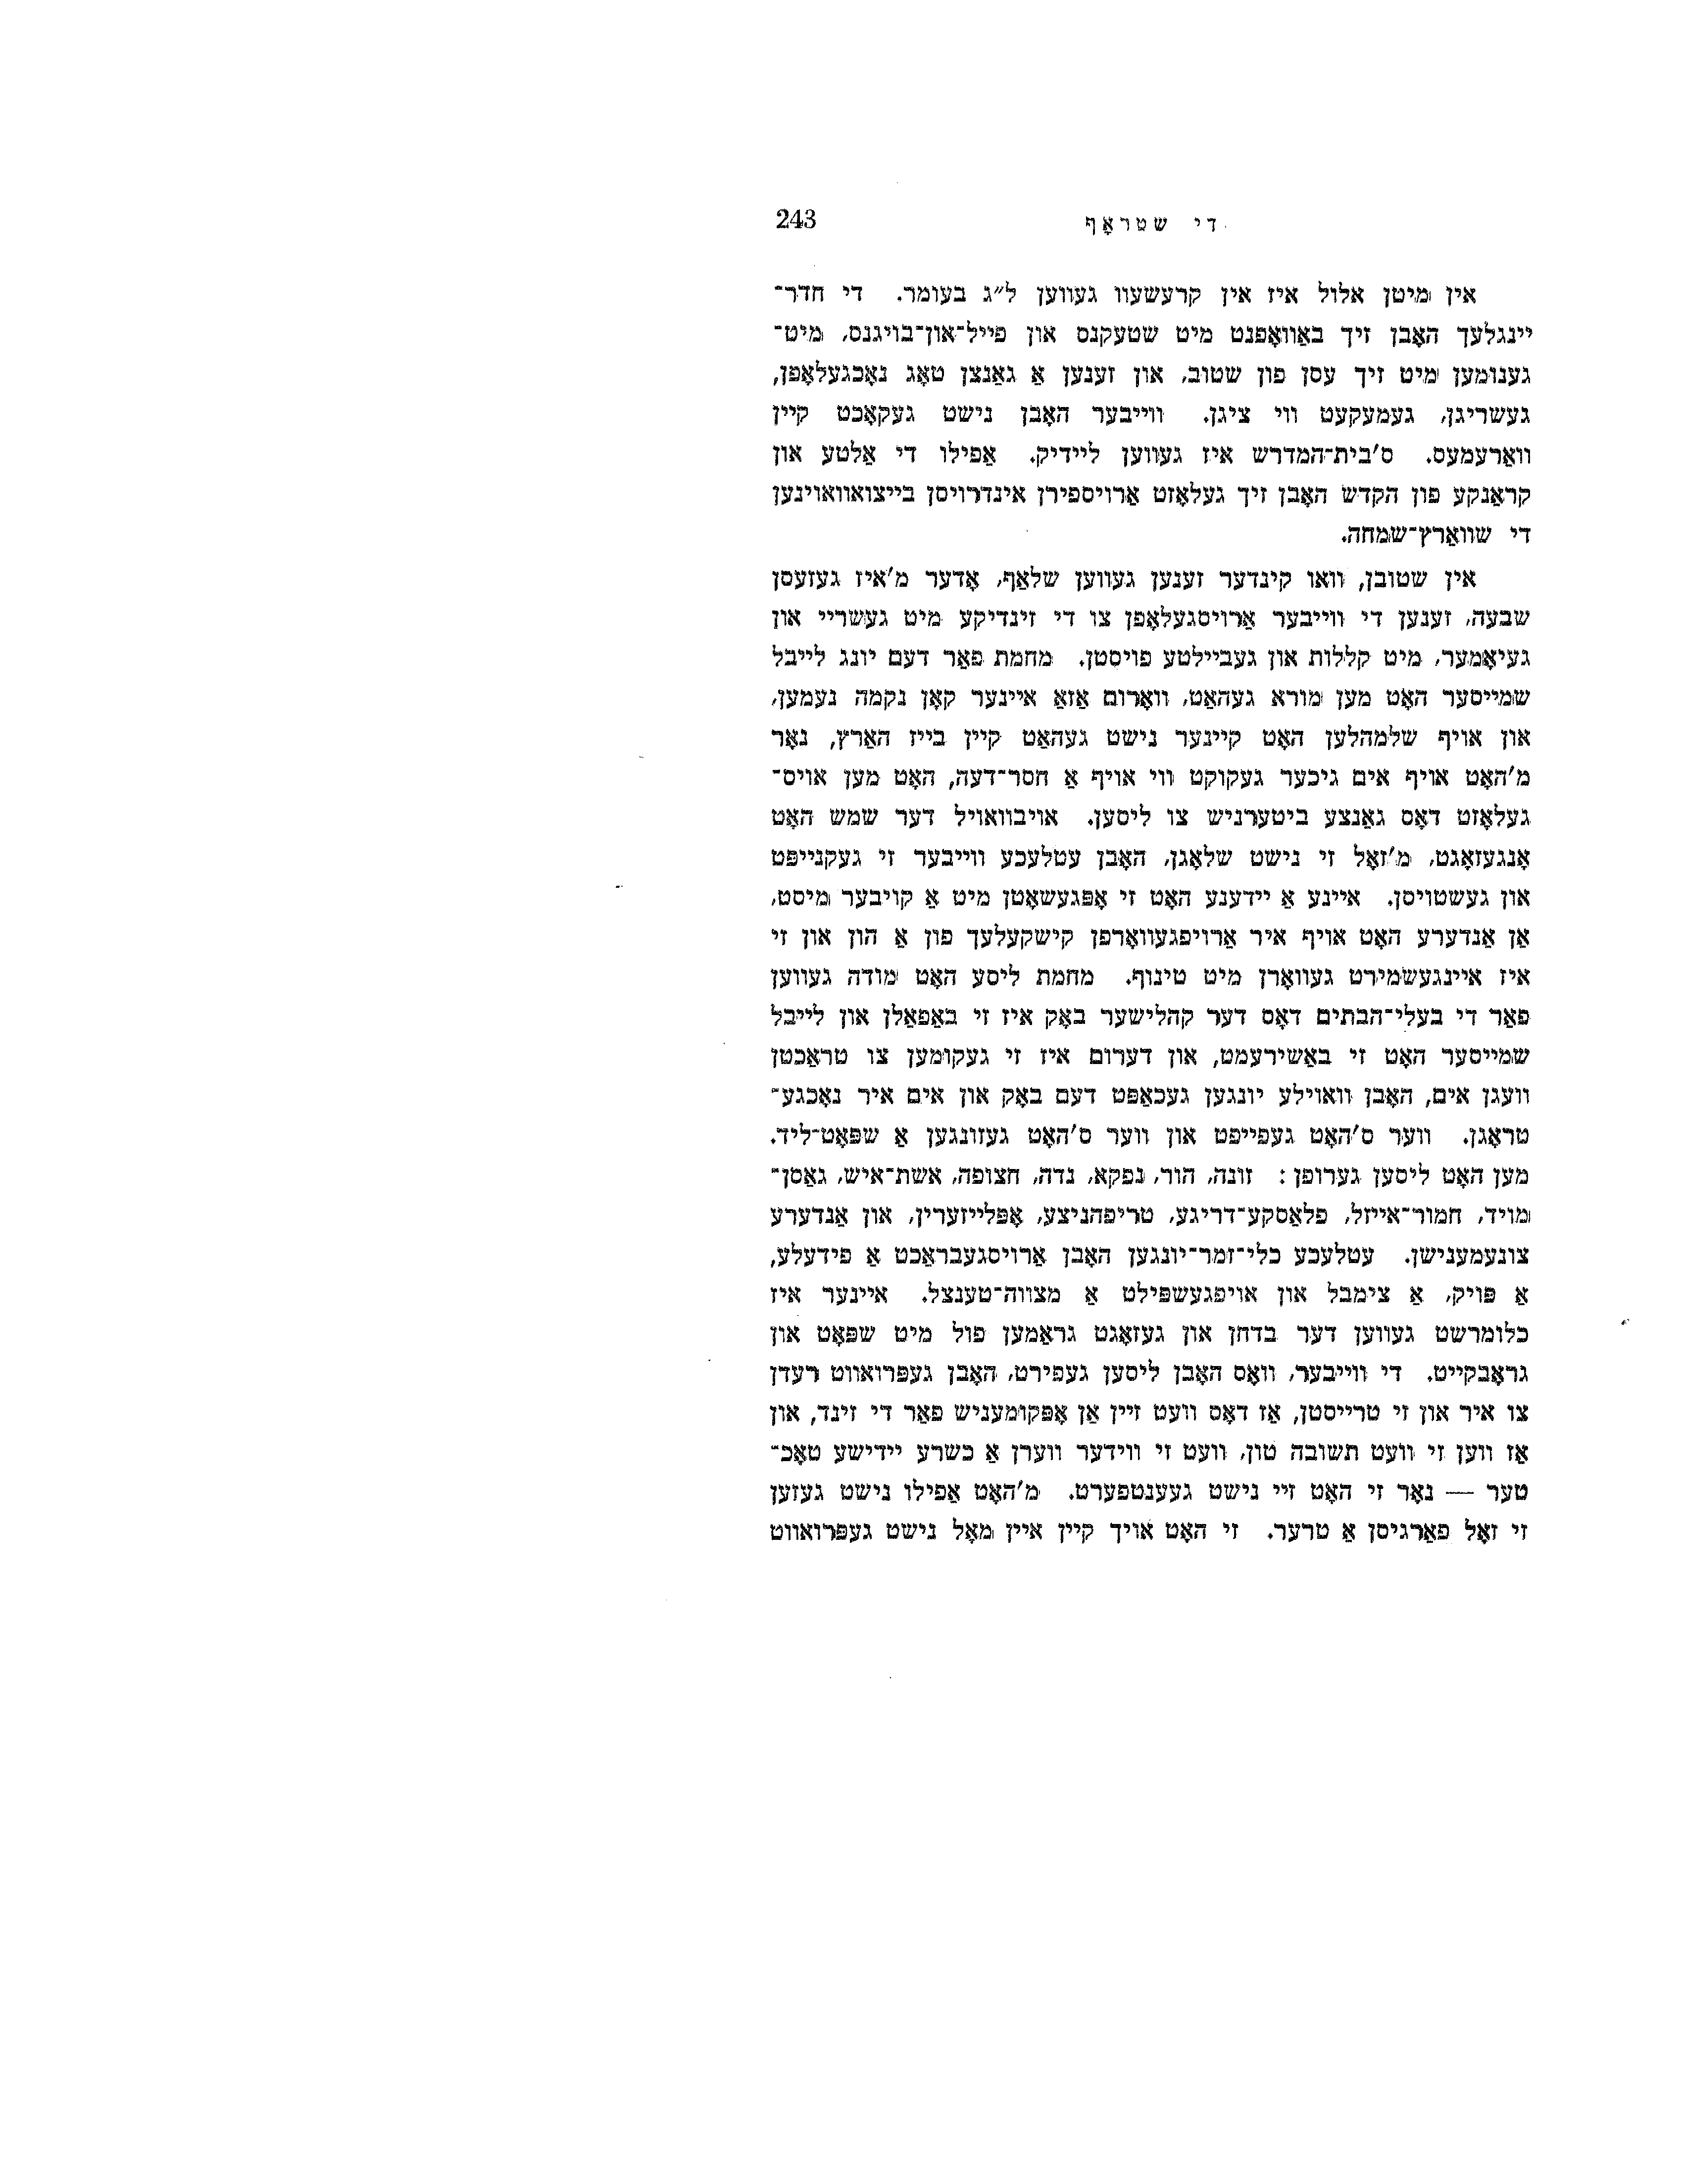 די שטראָף
243
אין מיטן אלול איז אין קרעשעוו געווען ל״ג בעומר. די חדר־
יינגלעך האָבן זיך באַוואָפנט מיט שטעקנס און פייל־און־בויגנס, מיט־
גענומען מיט זיך עסן פון שטוב, און זענען אַ גאַנצן טאָג נאָכגעלאָפן,
געשריגן, געמעקעט ווי ציגן. ווייבער האָבן נישט געקאָכט קיין
וואַרעמעס. ס׳בית־המדרש איז געווען ליידיק. אַפילו די אַלטע און
קראַנקע פון הקדש האָבן זיך געלאָזט אַרויספירן אינדרויסן בייצואוואוינען
די שוואַרץ־שמחה.
אין שטובן, וואו קינדער זענען געווען שלאַף, אָדער מ׳איז געזעסן
שבעה, זענען די ווייבער אַרויסגעלאָפן צו די זינדיקע מיט געשריי און
געיאָמער, מיט קללות און געביילטע פויסטן. מחמת פאַר דעם יונג לייבל
שמייסער האָט מען מורא געהאַט, וואָרום אַזאַ איינער קאָן נקמה נעמען,
און אויף שלמהלען האָט קיינער נישט געהאַט קיין בייז האַרץ, נאָר
מ׳האָט אויף אים גיכער געקוקט ווי אויף אַ חסר־דעה, האָט מען אויס־
געלאָזט דאָס גאַנצע ביטערניש צו ליסען. אויבוואויל דער שמש האָט
אָנגעזאָגט, מ׳זאָל זי נישט שלאָגן, האָבן עטלעכע ווייבער זי געקנייפט
און געשטויסן. איינע אַ יידענע האָט זי אָפּגעשאָטן מיט אַ קויבער מיסט,
אַן אַנדערע האָט אויף איר אַרויפגעוואָרפן קישקעלעך פון אַ הון און זי
איז איינגעשמירט געוואָרן מיט טינוף. מחמת ליסע האָט מודה געווען
פאַר די בעלי־הבתים דאָס דער קהלישער באָק איז זי באַפאַלן און לייבל
שמייסער האָט זי באַשירעמט, און דערום איז זי געקומען צו טראַכטן
וועגן אים, האָבן וואוילע יונגען געכאַפּט דעם באָק און אים איר נאָכגע־
טראָגן. ווער ס׳האָט געפייפט און ווער ס׳האָט געזונגען אַ שפּאָט־ליד.
מען האָט ליסען גערופן : זונה, הור, נפקא, נדה, חצופה, אשת־איש, גאַסן־
מויד, חמור־אייזל, פלאַסקע־דריגע, טריפהניצע, אָפּלייזערין, און אַנדערע
צונעמענישן. עטלעכע כלי־זמר־יונגען האָבן אַרויסגעבראַכט אַ פידעלע,
אַ פּויק, אַ צימבל און אויפגעשפּילט אַ מצווה־טענצל. איינער איז
כלומרשט געווען דער בדחן און געזאָגט גראַמען פול מיט שפּאָט און
גראָבקייט. די ווייבער, וואָס האָבן ליסען געפירט, האָבן געפּרואווט רעדן
צו איר און זי טרייסטן, אַז דאָס וועט זיין אַן אָפּקומעניש פאַר די זינד, און
אַז ווען זי וועט תשובה טון, וועט זי ווידער ווערן אַ כשרע יידישע טאָכ־
טער — נאָר זי האָט זיי נישט געענטפערט. מ׳האָט אַפילו נישט געזען
זי זאָל פאַרגיסן אַ טרער. זי האָט אויך קיין איין מאָל נישט געפּרואווט